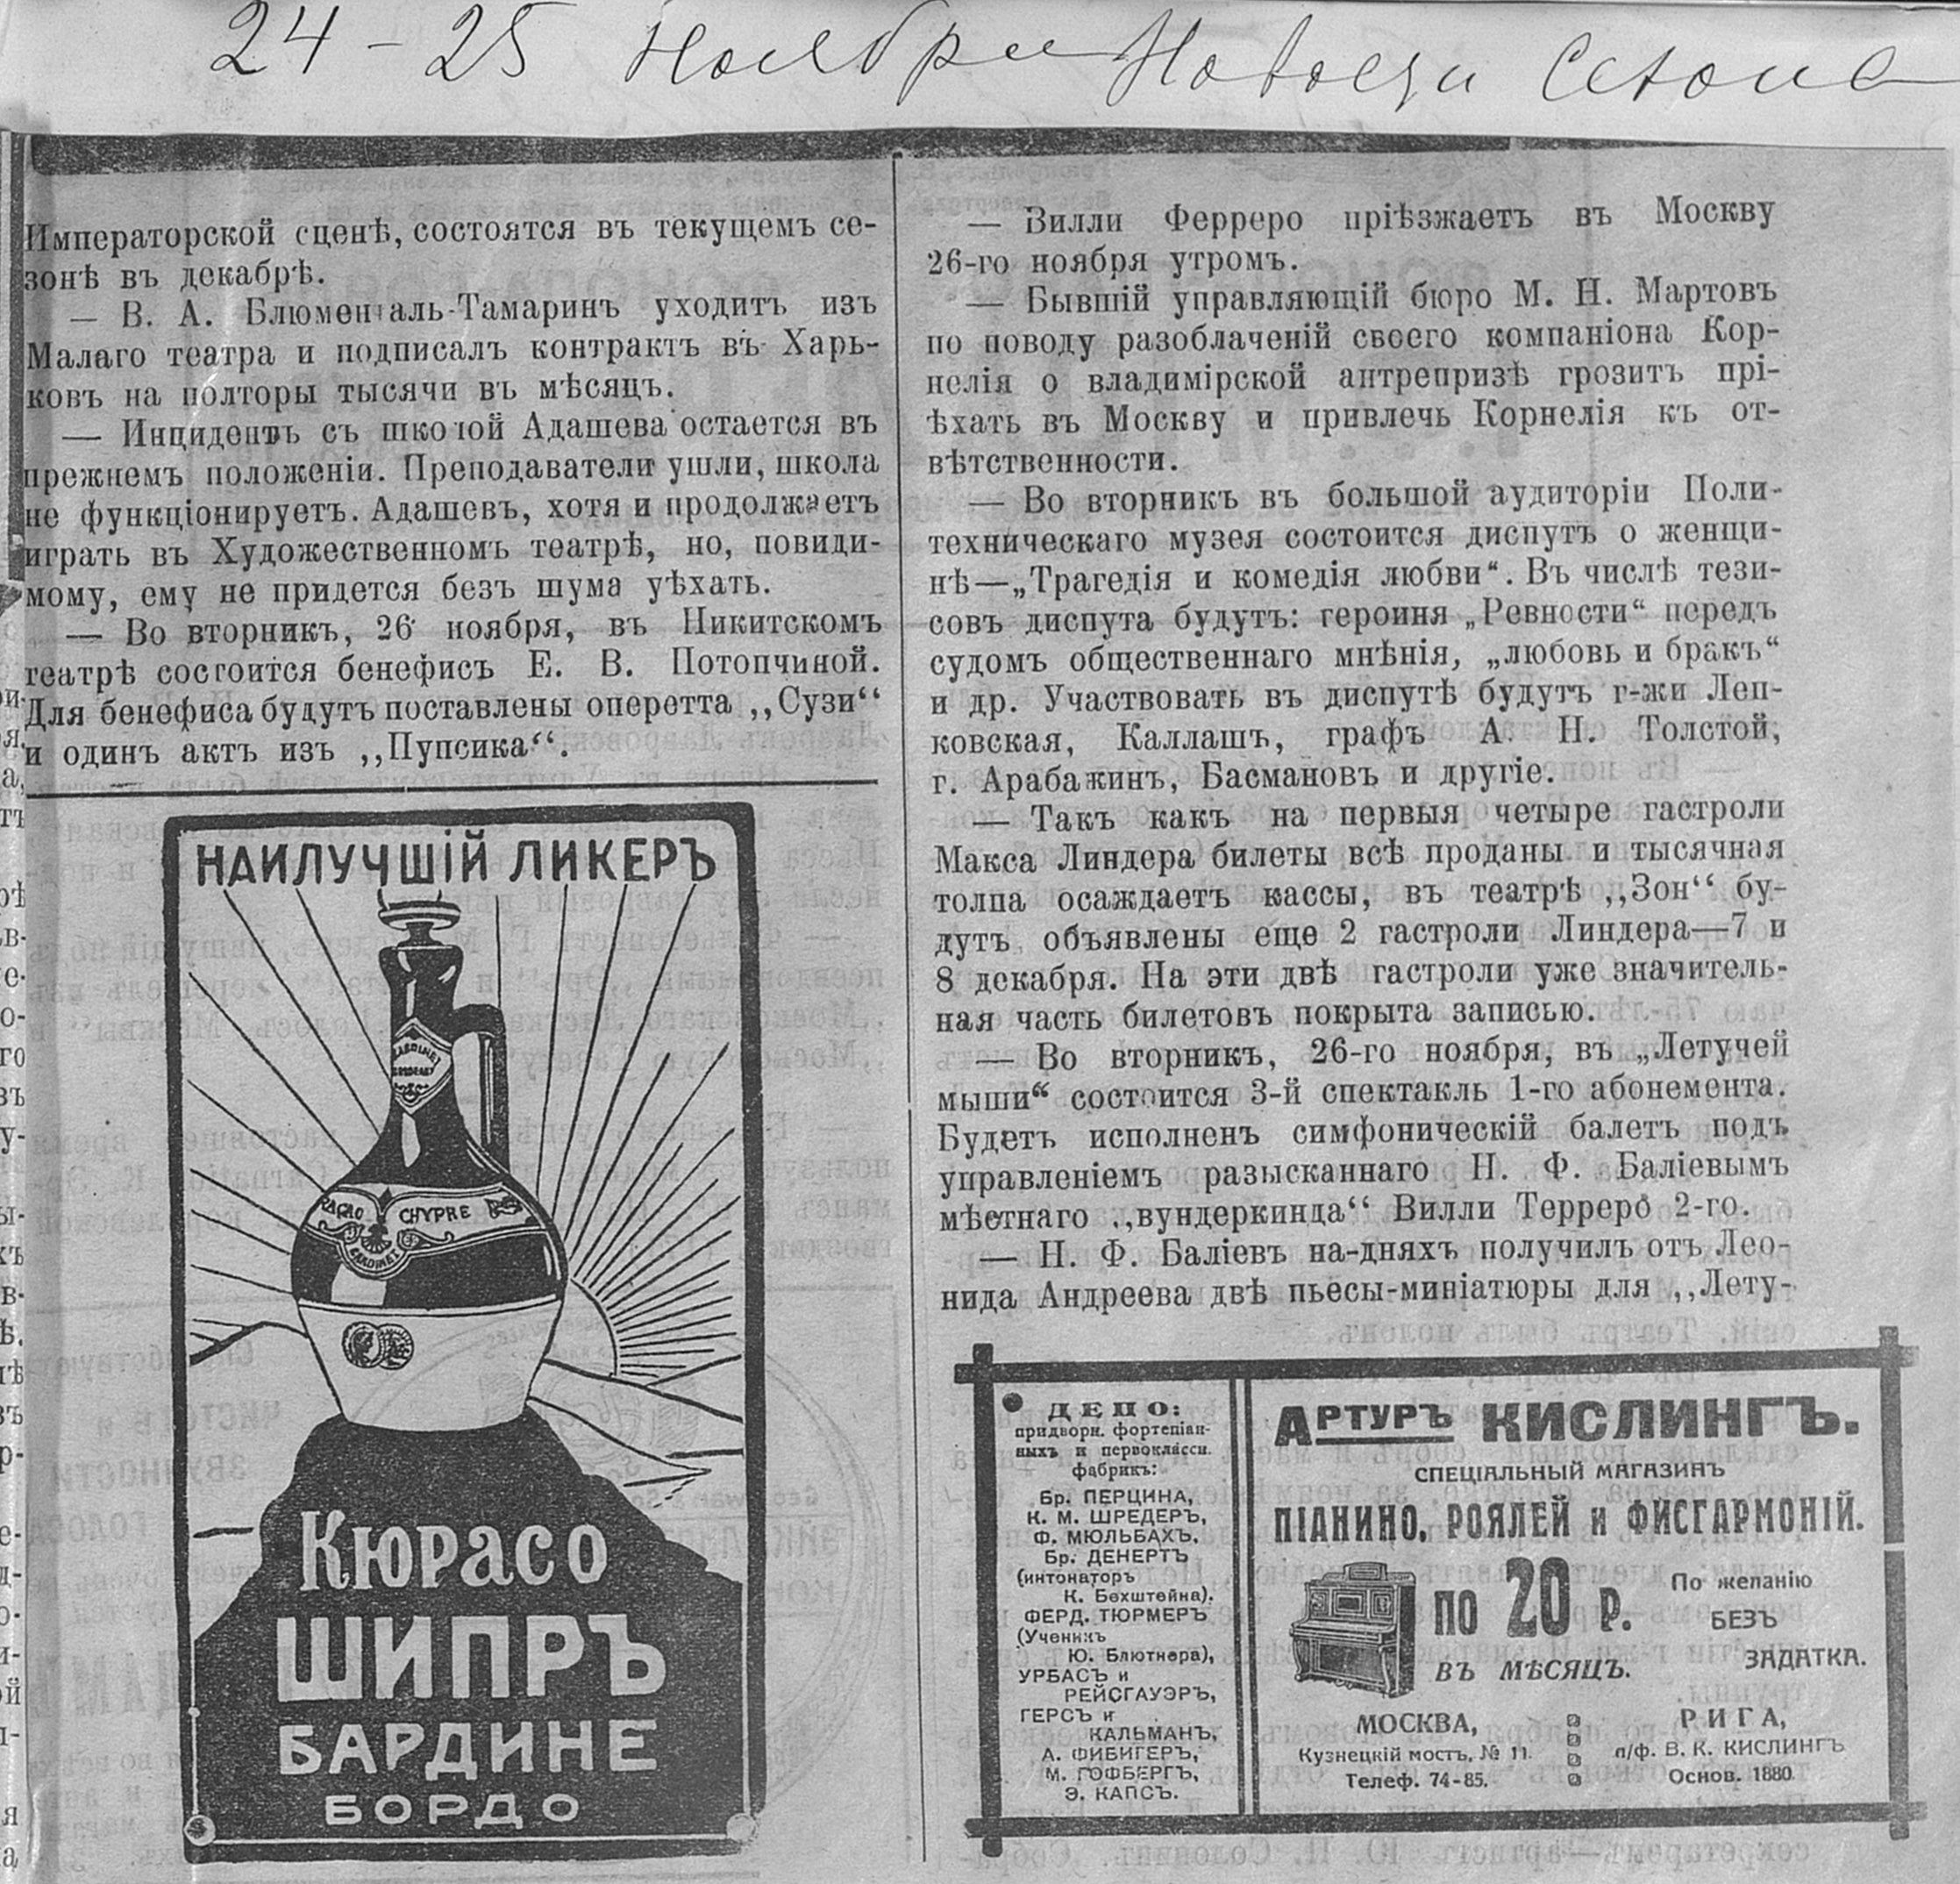 24 – 25 Ноября Новости Сезона
Императорской сценѣ, состоятся въ текущемъ се-
зонѣ въ декабрѣ.
— В. А. Блюменталь-Тамаринъ уходитъ изъ
Малаго театра и подписалъ контрактъ въ Харь-
ковъ на полторы тысячи въ мѣсяцъ.
— Инцидентъ съ школой Адашева остается въ
прежнемъ положеніи. Преподаватели ушли, школа
не функціонируетъ. Адашевъ, хотя и продолжаетъ
играть въ Художественномъ театрѣ, но, повиди-
мому, ему не придется безъ шума уѣхать.
— Во вторникъ, 26 ноября, въ Никитскомъ
театрѣ состоится бенефисъ Е. В. Потопчиной.
Для бенефиса будутъ поставлены оперетта ,,Сузи“
и одинъ актъ изъ ,,Пупсика“.
НАИЛУЧШІЙ ЛИКЕРЪ
BARDINET
BORDEAUX
CHYPRE
BARDINET
Кюрасо
ШИПРЪ
БАРДИНЕ
БОРДО
— Вилли Ферреро пріѣзжаетъ въ Москву
26-го ноября утромъ.
— Бывшій управляющій бюро М. Н. Мартовъ
по поводу разоблаченій своего компаніона Кор-
нелія о владимірской антрепризѣ грозитъ прі-
ѣхать въ Москву и привлечь Корнелія къ от-
вѣтственности.
— Во вторникъ въ большой аудиторіи Поли-
техническаго музея состоится диспутъ о женщи-
нѣ—„Трагедія и комедія любви“. Въ числѣ тези-
совъ диспута будутъ: героиня „Ревности“ передъ
судомъ общественнаго мнѣнія, „любовь и бракъ“
и др. Участвовать въ диспутѣ будутъ г-жи Леп-
ковская, Каллашъ, графъ А. Н. Толстой,
г. Арабажинъ, Басмановъ и другіе.
— Такъ какъ на первыя четыре гастроли
Макса Линдера билеты всѣ проданы и тысячная
толпа осаждаетъ кассы, въ театрѣ ,,Зон“ бу-
дутъ объявлены еще 2 гастроли Линдера—7 и
8 декабря. На эти двѣ гастроли уже значитель-
ная часть билетовъ покрыта записью.
— Во вторникъ, 26-го ноября, въ „Летучей
мыши“ состоится 3-й спектакль 1-го абонемента.
Будетъ исполненъ симфоническій балетъ подъ
управленіемъ разысканнаго Н. Ф. Баліевымъ
мѣстнаго ,,вундеркинда“ Вилли Терреро 2-го.
— Н. Ф. Баліевъ на-дняхъ получилъ отъ Лео-
нида Андреева двѣ пьесы-миніатюры для ,,Лету-
ДЕПО:
придворн. фортепіан-
ныхъ и первокласси.
фабрикъ:
Бр. ПЕРЦИНА,
К. М. ШРЕДЕРЪ,
Ф. МЮЛЬБАХЪ,
Бр. ДЕНЕРТЪ
(интонаторъ
К. Бехштейна).
ФЕРД. ТЮРМЕРЪ
(Ученикъ
Ю. Блютнера),
УРБАСЪ и
РЕЙСГАУЭРЪ,
ГЕРСЪ и
КАЛЬМАНЪ,
А. ФИБИГЕРЪ,
М. ГОФБЕРГЪ,
Э. КАПСЪ.
АРТУРЪ КИСЛИНГЪ.
СПЕЦІАЛЬНЫЙ МАГАЗИНЪ
ПІАНИНО, РОЯЛЕЙ и ФИСГАРМОНІЙ.
ПО 20 Р.
ВЪ МѢСЯЦЪ.
По желанію
БЕЗЪ
ЗАДАТКА.
МОСКВА,
Кузнецкій мостъ, № 11.
Телеф. 74-85.
РИГА,
п/ф. В. К. КИСЛИНГЪ
Основ. 1880.